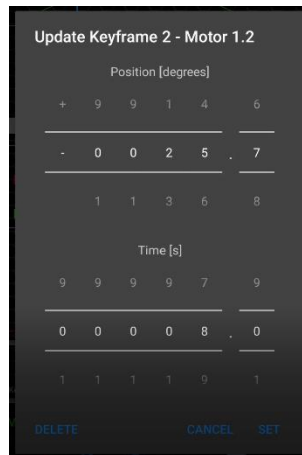 Update Keyframe 2 - Motor 1.2
Position [degrees]
+ 9 9 1 4 6
- 0 0 2 5 . 7
1 1 3 6 8
Time [s]
9 9 9 9 7 9
0 0 0 0 8 . 0
1 1 1 1 9 1
DELETE CANCEL SET